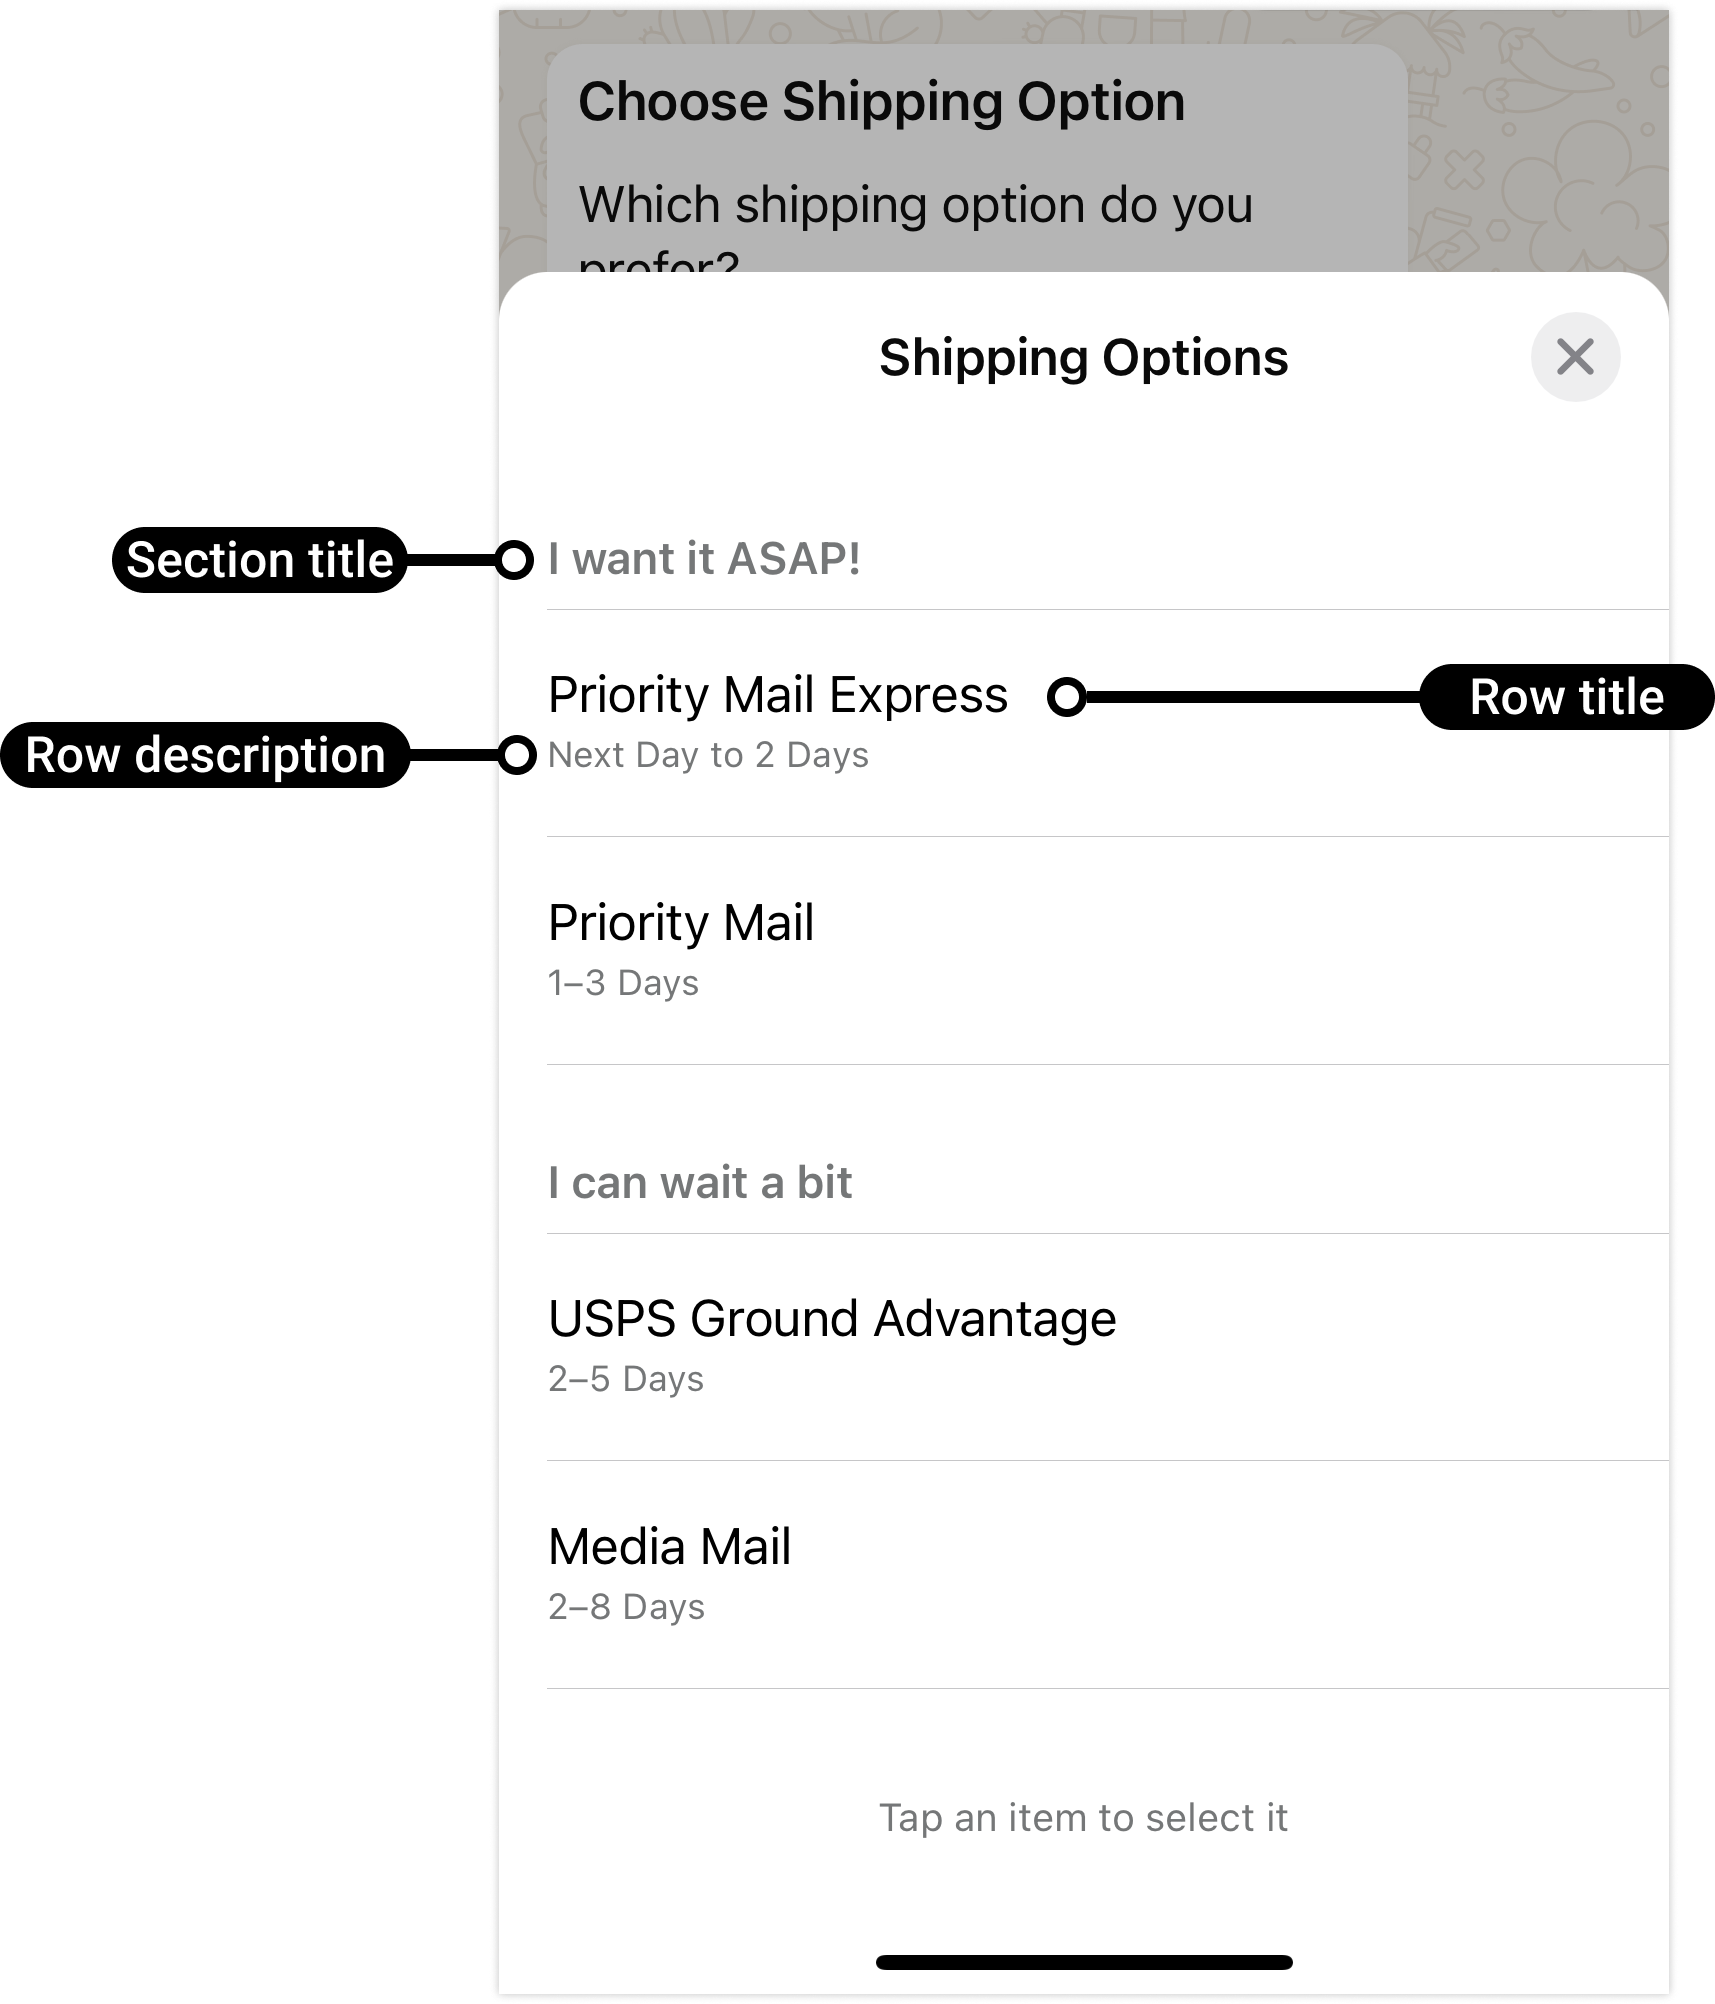 Choose Shipping Option
Which shipping option do you
prefer?
Shipping Options
Section title
I want it ASAP!
Priority Mail Express
Row title
Row description
Next Day to 2 Days
Priority Mail
1–3 Days
I can wait a bit
USPS Ground Advantage
2–5 Days
Media Mail
2–8 Days
Tap an item to select it